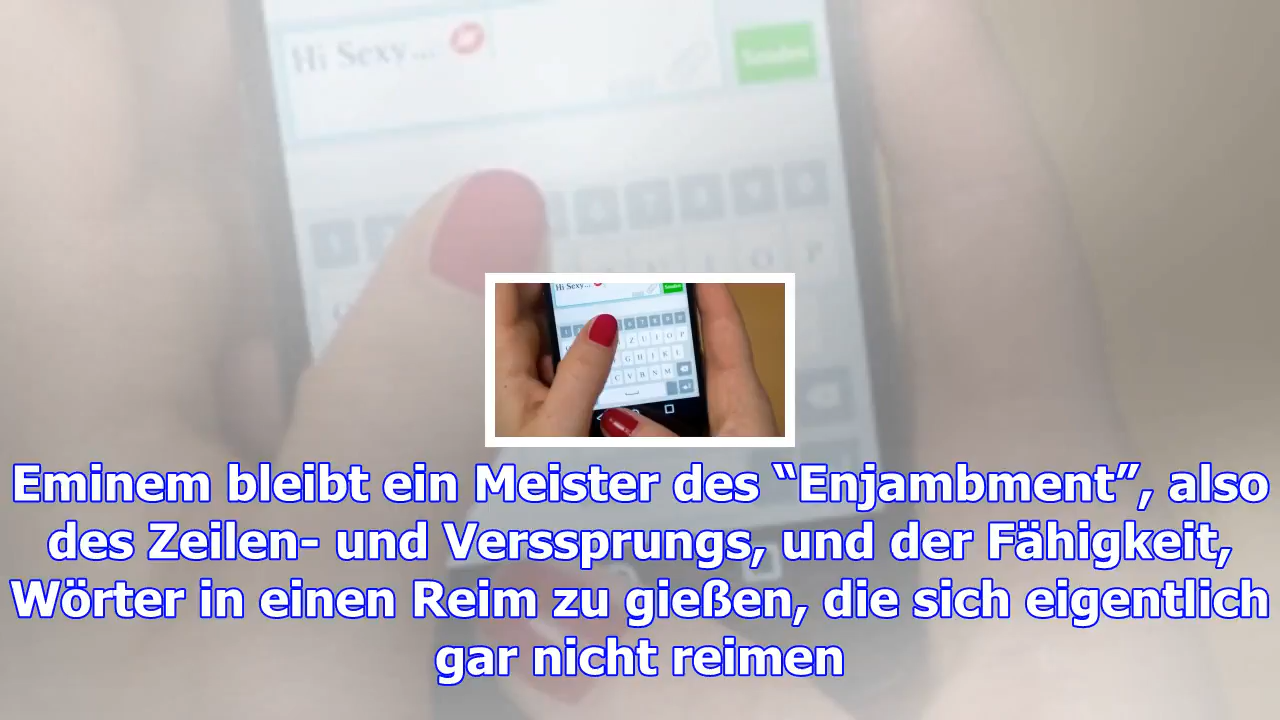 Hi Sexy...
Senden
Hi Sexy...
Senden
Z U I O P
G H J K L
C V B N M
Eminem bleibt ein Meister des “Enjambment”, also
des Zeilen- und Verssprungs, und der Fähigkeit,
Wörter in einen Reim zu gießen, die sich eigentlich
gar nicht reimen